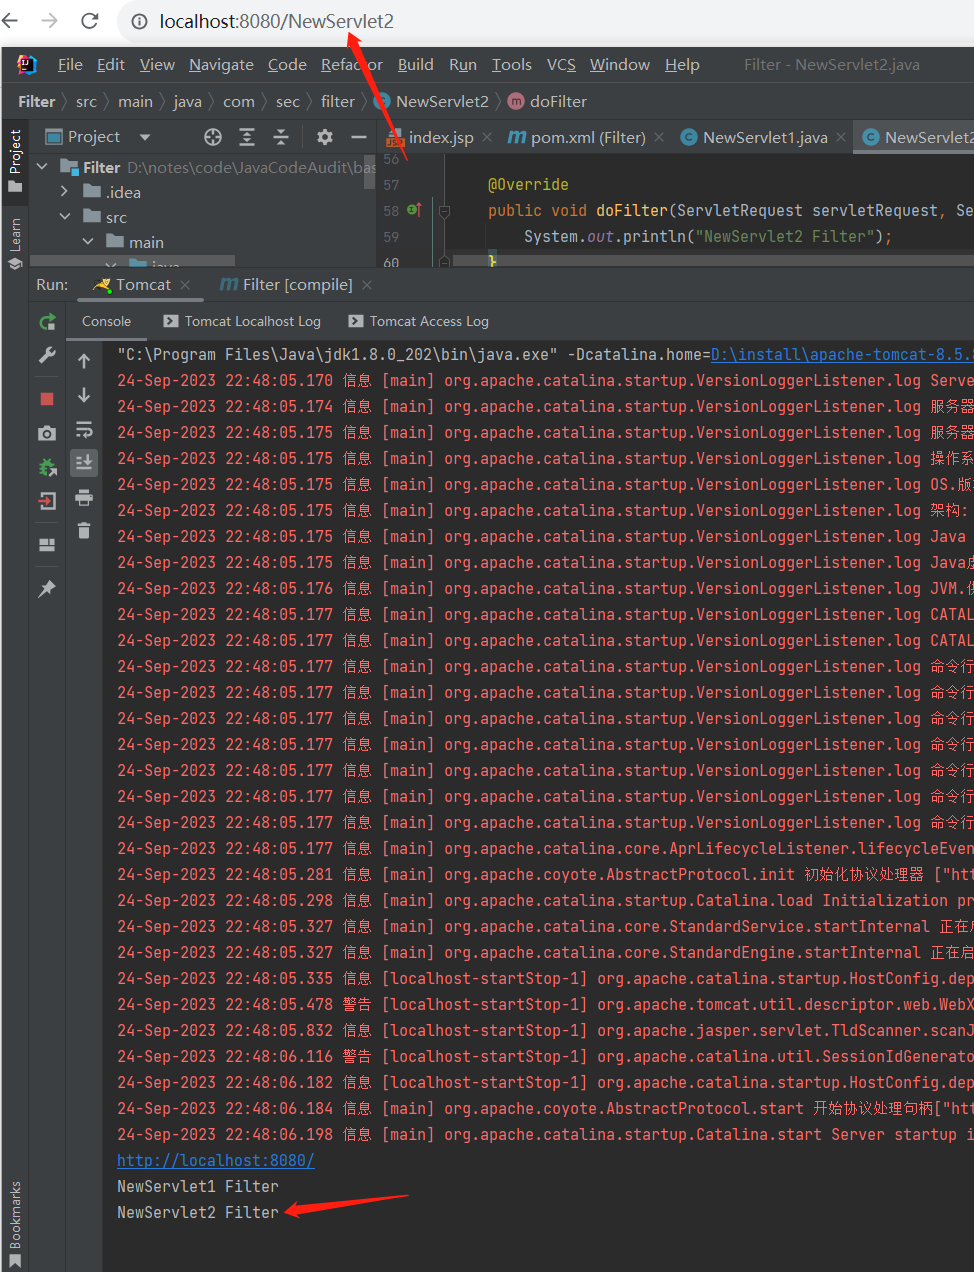 localhost:8080/NewServlet2
File Edit View Navigate Code Refactor Build Run Tools VCS Window Help Filter - NewServlet2.java
Filter src main java com sec filter NewServlet2 m doFilter
Project index.jsp m pom.xml (Filter) C NewServlet1.java C NewServlet2
Project
Filter D:\notes\code\JavaCodeAudit\bas
.idea
src
main
java
Learn
56
57 @Override
58 public void doFilter(ServletRequest servletRequest, Se
59 System.out.println("NewServlet2 Filter");
60 }
Run: Tomcat m Filter [compile]
Console Tomcat Localhost Log Tomcat Access Log
"C:\Program Files\Java\jdk1.8.0_202\bin\java.exe" -Dcatalina.home=D:\install\apache-tomcat-8.5.
24-Sep-2023 22:48:05.170 信息 [main] org.apache.catalina.startup.VersionLoggerListener.log Serve
24-Sep-2023 22:48:05.174 信息 [main] org.apache.catalina.startup.VersionLoggerListener.log 服务器
24-Sep-2023 22:48:05.175 信息 [main] org.apache.catalina.startup.VersionLoggerListener.log 服务器
24-Sep-2023 22:48:05.175 信息 [main] org.apache.catalina.startup.VersionLoggerListener.log 操作系
24-Sep-2023 22:48:05.175 信息 [main] org.apache.catalina.startup.VersionLoggerListener.log OS.版
24-Sep-2023 22:48:05.175 信息 [main] org.apache.catalina.startup.VersionLoggerListener.log 架构:
24-Sep-2023 22:48:05.175 信息 [main] org.apache.catalina.startup.VersionLoggerListener.log Java
24-Sep-2023 22:48:05.175 信息 [main] org.apache.catalina.startup.VersionLoggerListener.log Java虚
24-Sep-2023 22:48:05.176 信息 [main] org.apache.catalina.startup.VersionLoggerListener.log JVM.供
24-Sep-2023 22:48:05.177 信息 [main] org.apache.catalina.startup.VersionLoggerListener.log CATAL
24-Sep-2023 22:48:05.177 信息 [main] org.apache.catalina.startup.VersionLoggerListener.log CATAL
24-Sep-2023 22:48:05.177 信息 [main] org.apache.catalina.startup.VersionLoggerListener.log 命令行
24-Sep-2023 22:48:05.177 信息 [main] org.apache.catalina.startup.VersionLoggerListener.log 命令行
24-Sep-2023 22:48:05.177 信息 [main] org.apache.catalina.startup.VersionLoggerListener.log 命令行
24-Sep-2023 22:48:05.177 信息 [main] org.apache.catalina.startup.VersionLoggerListener.log 命令行
24-Sep-2023 22:48:05.177 信息 [main] org.apache.catalina.startup.VersionLoggerListener.log 命令行
24-Sep-2023 22:48:05.177 信息 [main] org.apache.catalina.startup.VersionLoggerListener.log 命令行
24-Sep-2023 22:48:05.177 信息 [main] org.apache.catalina.startup.VersionLoggerListener.log 命令行
24-Sep-2023 22:48:05.177 信息 [main] org.apache.catalina.core.AprLifecycleListener.lifecycleEven
24-Sep-2023 22:48:05.281 信息 [main] org.apache.coyote.AbstractProtocol.init 初始化协议处理器 ["htt
24-Sep-2023 22:48:05.298 信息 [main] org.apache.catalina.startup.Catalina.load Initialization pr
24-Sep-2023 22:48:05.327 信息 [main] org.apache.catalina.core.StandardService.startInternal 正在启
24-Sep-2023 22:48:05.327 信息 [main] org.apache.catalina.core.StandardEngine.startInternal 正在启
24-Sep-2023 22:48:05.335 信息 [localhost-startStop-1] org.apache.catalina.startup.HostConfig.dep
24-Sep-2023 22:48:05.478 警告 [localhost-startStop-1] org.apache.tomcat.util.descriptor.web.WebX
24-Sep-2023 22:48:05.832 信息 [localhost-startStop-1] org.apache.jasper.servlet.TldScanner.scanJ
24-Sep-2023 22:48:06.116 警告 [localhost-startStop-1] org.apache.catalina.util.SessionIdGenerato
24-Sep-2023 22:48:06.182 信息 [localhost-startStop-1] org.apache.catalina.startup.HostConfig.dep
24-Sep-2023 22:48:06.184 信息 [main] org.apache.coyote.AbstractProtocol.start 开始协议处理句柄["htt
24-Sep-2023 22:48:06.198 信息 [main] org.apache.catalina.startup.Catalina.start Server startup i
http://localhost:8080/
NewServlet1 Filter
NewServlet2 Filter
Bookmarks